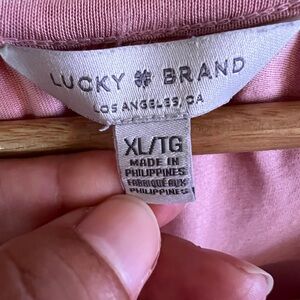 LUCKY BRAND
LOS ANGELES, CA
XL/TG
MADE IN
PHILIPPINES
FABRIQUÉ AUX
PHILIPPINES